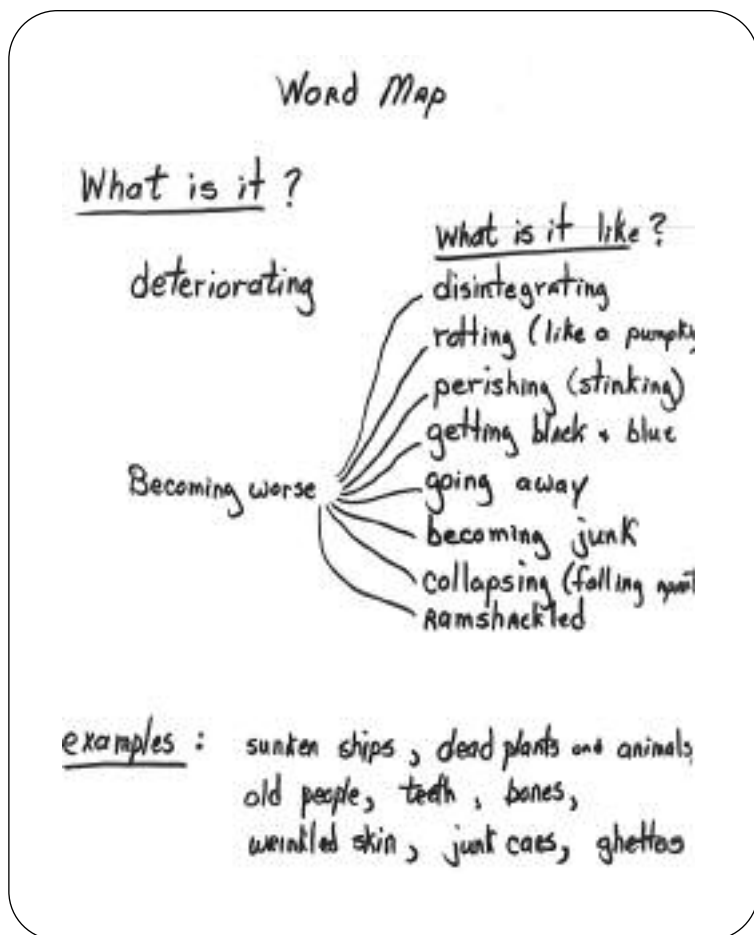 Word Map
What is it?
What is it like?
deteriorating
disintegrating
rotting (like a
perishing (stinking)
getting black + blue
Becoming worse
going away
becoming junk
collapsing (falling
Ramshackled
examples: sunken ships, dead plants and animals,
old people, teeth, bones,
wrinkled skin, junk cars, ghettos